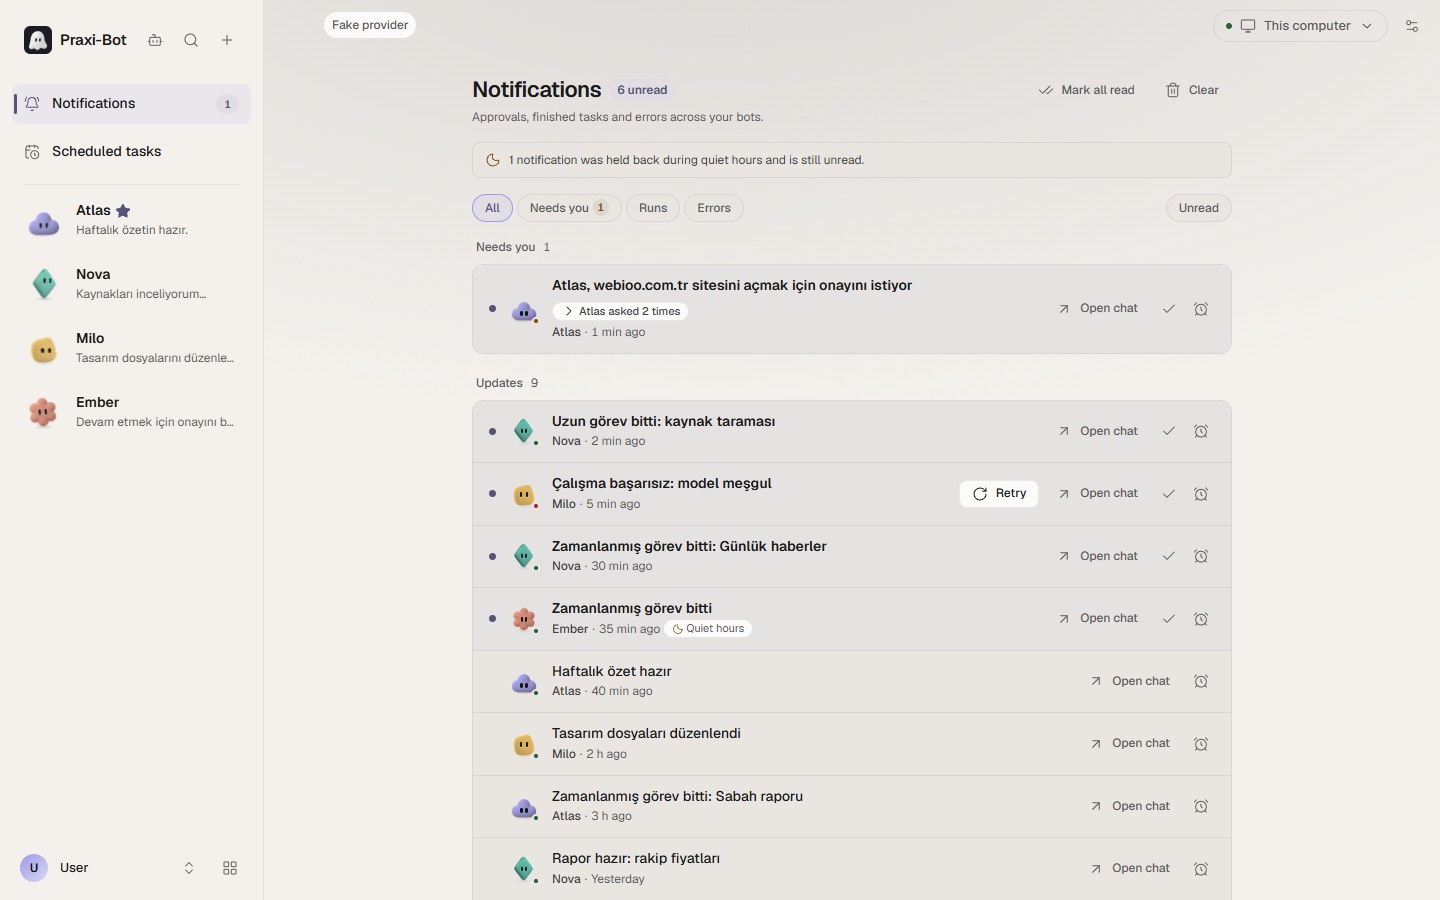 Praxi-Bot
Fake provider
This computer
Notifications 1
Scheduled tasks
Atlas
Haftalık özetin hazır.
Nova
Kaynakları inceliyorum...
Milo
Tasarım dosyalarını düzenle...
Ember
Devam etmek için onayını b...
U User
Notifications 6 unread
Mark all read Clear
Approvals, finished tasks and errors across your bots.
1 notification was held back during quiet hours and is still unread.
All Needs you 1 Runs Errors Unread
Needs you 1
Atlas, webioo.com.tr sitesini açmak için onayını istiyor
Atlas asked 2 times
Atlas · 1 min ago
Open chat
Updates 9
Uzun görev bitti: kaynak taraması
Nova · 2 min ago
Open chat
Çalışma başarısız: model meşgul
Milo · 5 min ago
Retry Open chat
Zamanlanmış görev bitti: Günlük haberler
Nova · 30 min ago
Open chat
Zamanlanmış görev bitti
Ember · 35 min ago Quiet hours
Open chat
Haftalık özet hazır
Atlas · 40 min ago
Open chat
Tasarım dosyaları düzenlendi
Milo · 2 h ago
Open chat
Zamanlanmış görev bitti: Sabah raporu
Atlas · 3 h ago
Open chat
Rapor hazır: rakip fiyatları
Nova · Yesterday
Open chat